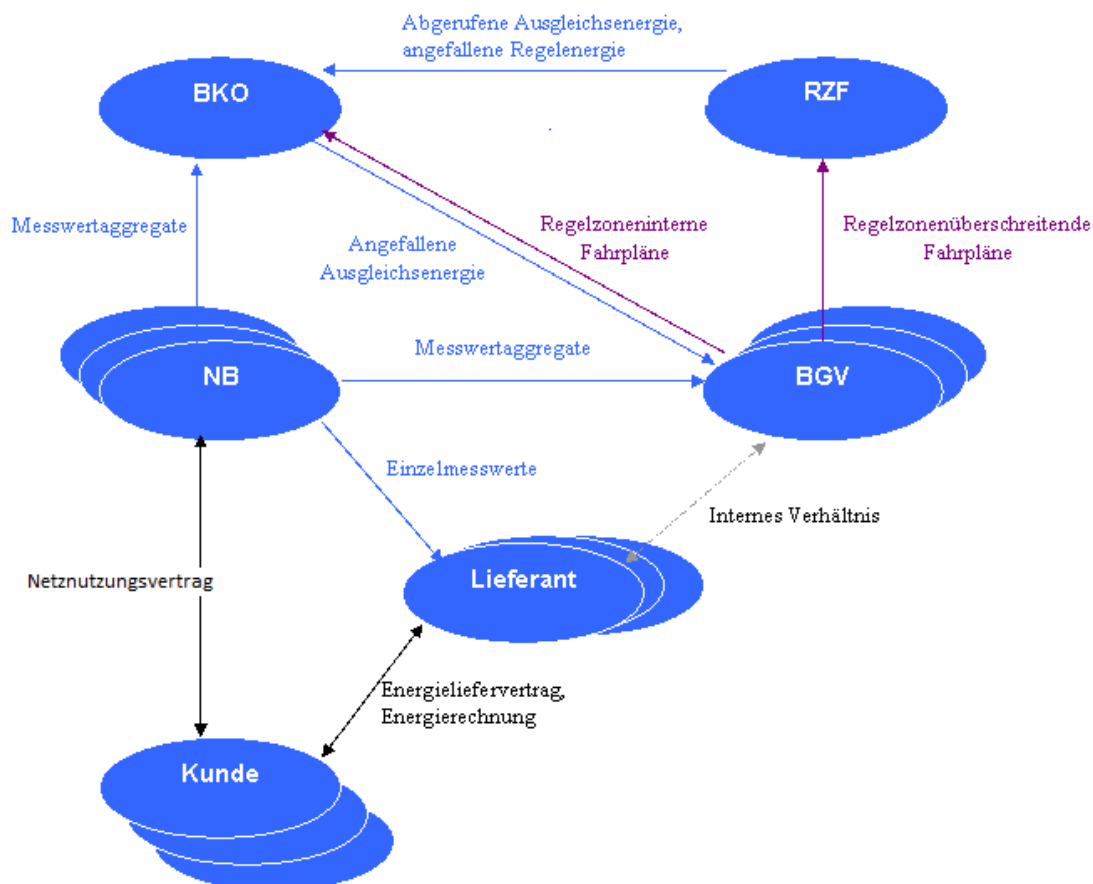 Abgerufene Ausgleichsenergie,
angefallene Regelenergie
BKO
RZF
Messwertaggregate
Angefallene
Ausgleichsenergie
Regelzoneninterne
Fahrpläne
Regelzonenüberschreitende
Fahrpläne
NB
Messwertaggregate
BGV
Einzelmesswerte
Internes Verhältnis
Netznutzungsvertrag
Lieferant
Energieliefervertrag,
Energierechnung
Kunde